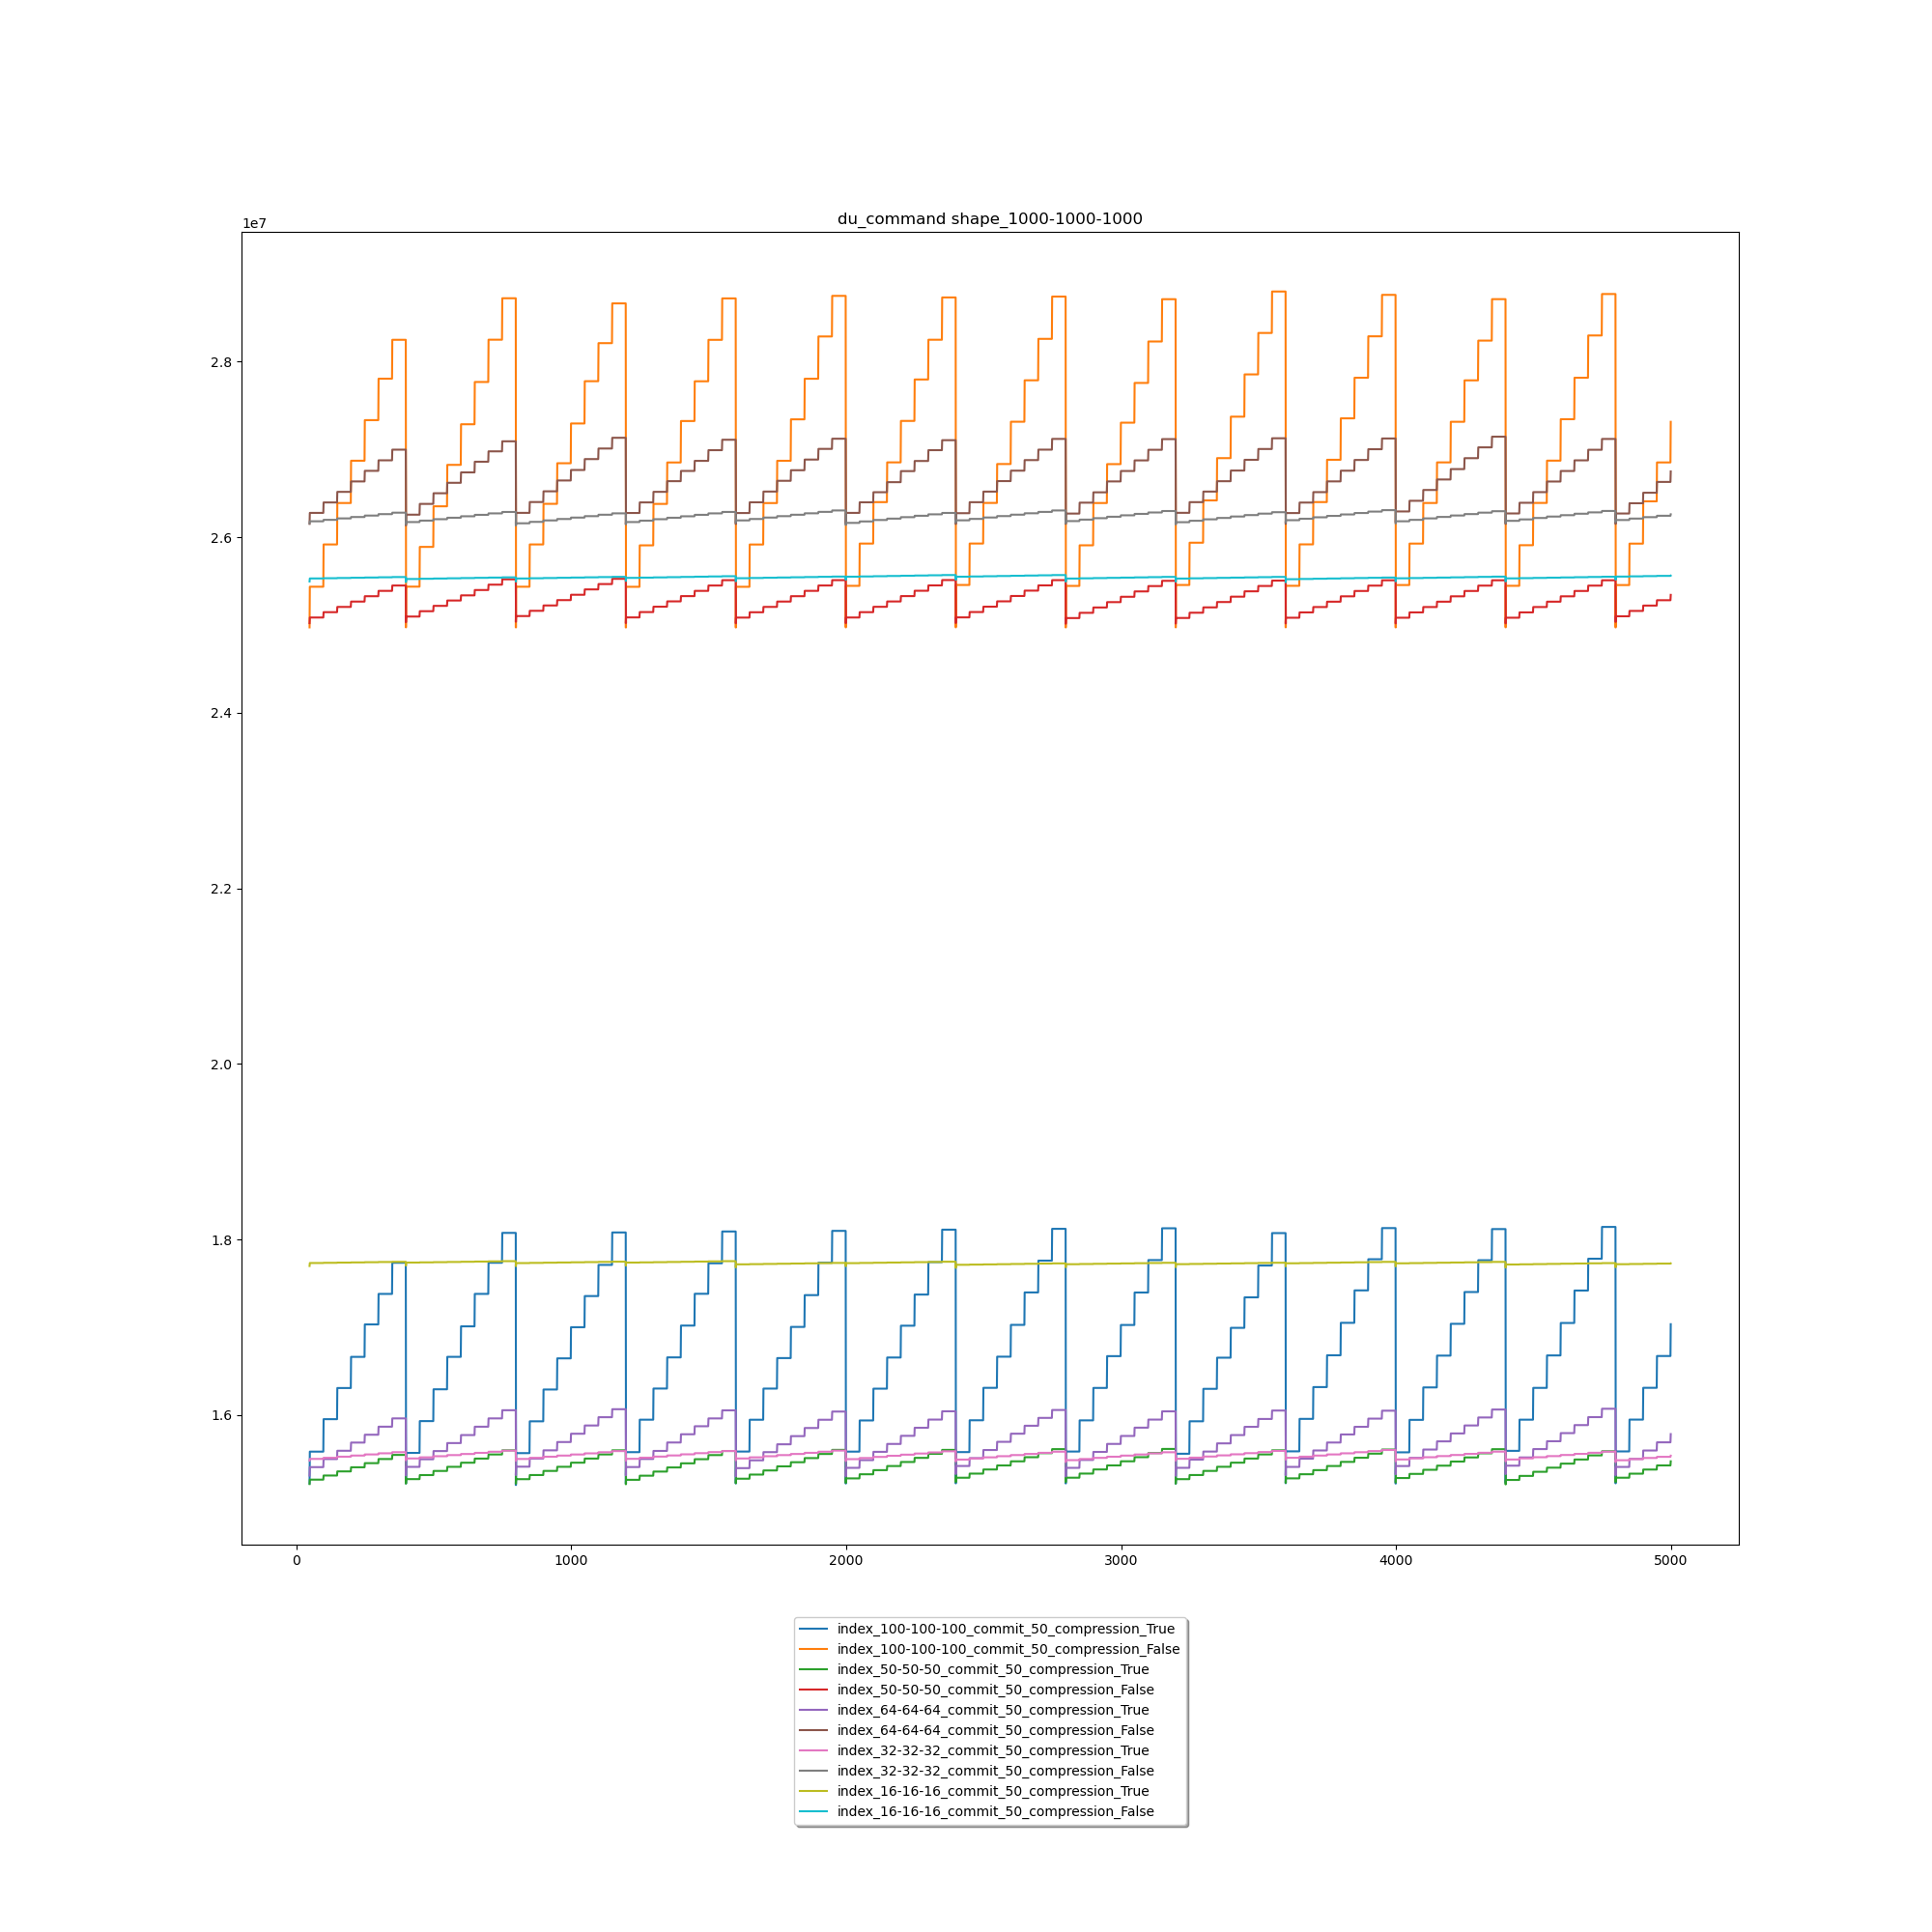 du_command shape_1000-1000-1000
1e7
2.8
2.6
2.4
2.2
2.0
1.8
1.6
0 1000 2000 3000 4000 5000
index_100-100-100_commit_50_compression_True
index_100-100-100_commit_50_compression_False
index_50-50-50_commit_50_compression_True
index_50-50-50_commit_50_compression_False
index_64-64-64_commit_50_compression_True
index_64-64-64_commit_50_compression_False
index_32-32-32_commit_50_compression_True
index_32-32-32_commit_50_compression_False
index_16-16-16_commit_50_compression_True
index_16-16-16_commit_50_compression_False